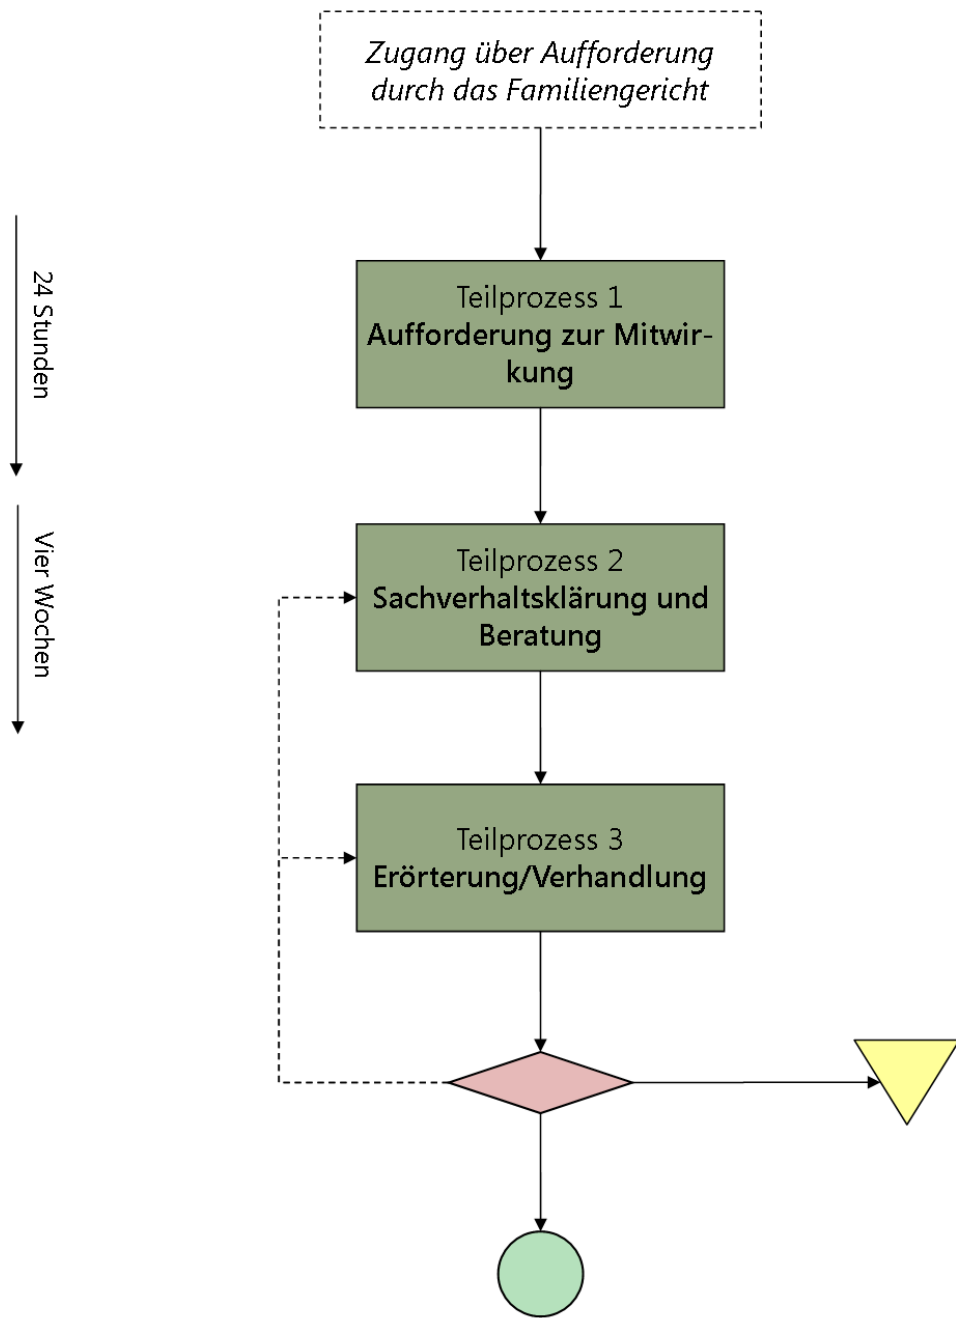 Zugang über Aufforderung
durch das Familiengericht
24 Stunden
Teilprozess 1
Aufforderung zur Mitwir-
kung
Vier Wochen
Teilprozess 2
Sachverhaltsklärung und
Beratung
Teilprozess 3
Erörterung/Verhandlung